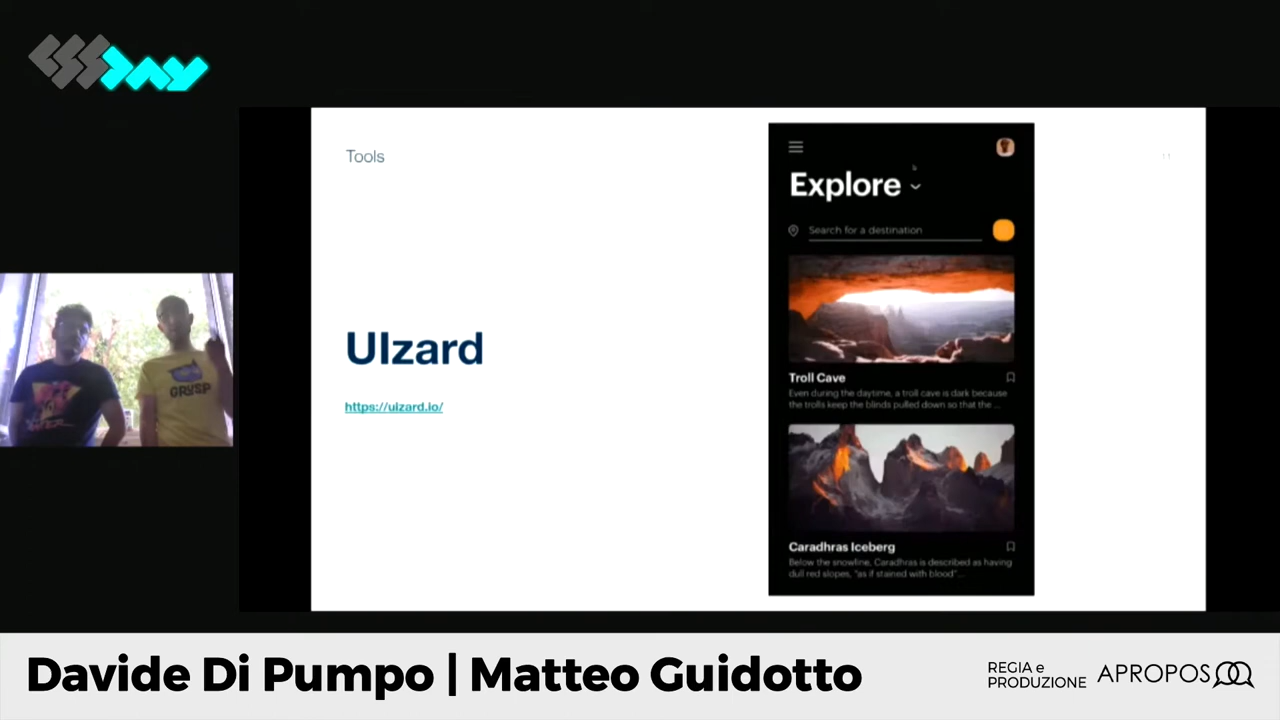 CSSDAY
Tools
Explore
Search for a destination
UIzard
https://uizard.io/
Troll Cave
Even during the daytime, a troll cave is dark because
the trolls keep the blinds pulled down so that the ...
Caradhras Iceberg
Below the snowline, Caradhras is described as having
dull red slopes, “as if stained with blood”...
GRUSP
Davide Di Pumpo | Matteo Guidotto
REGIA e
PRODUZIONE
APROPOS